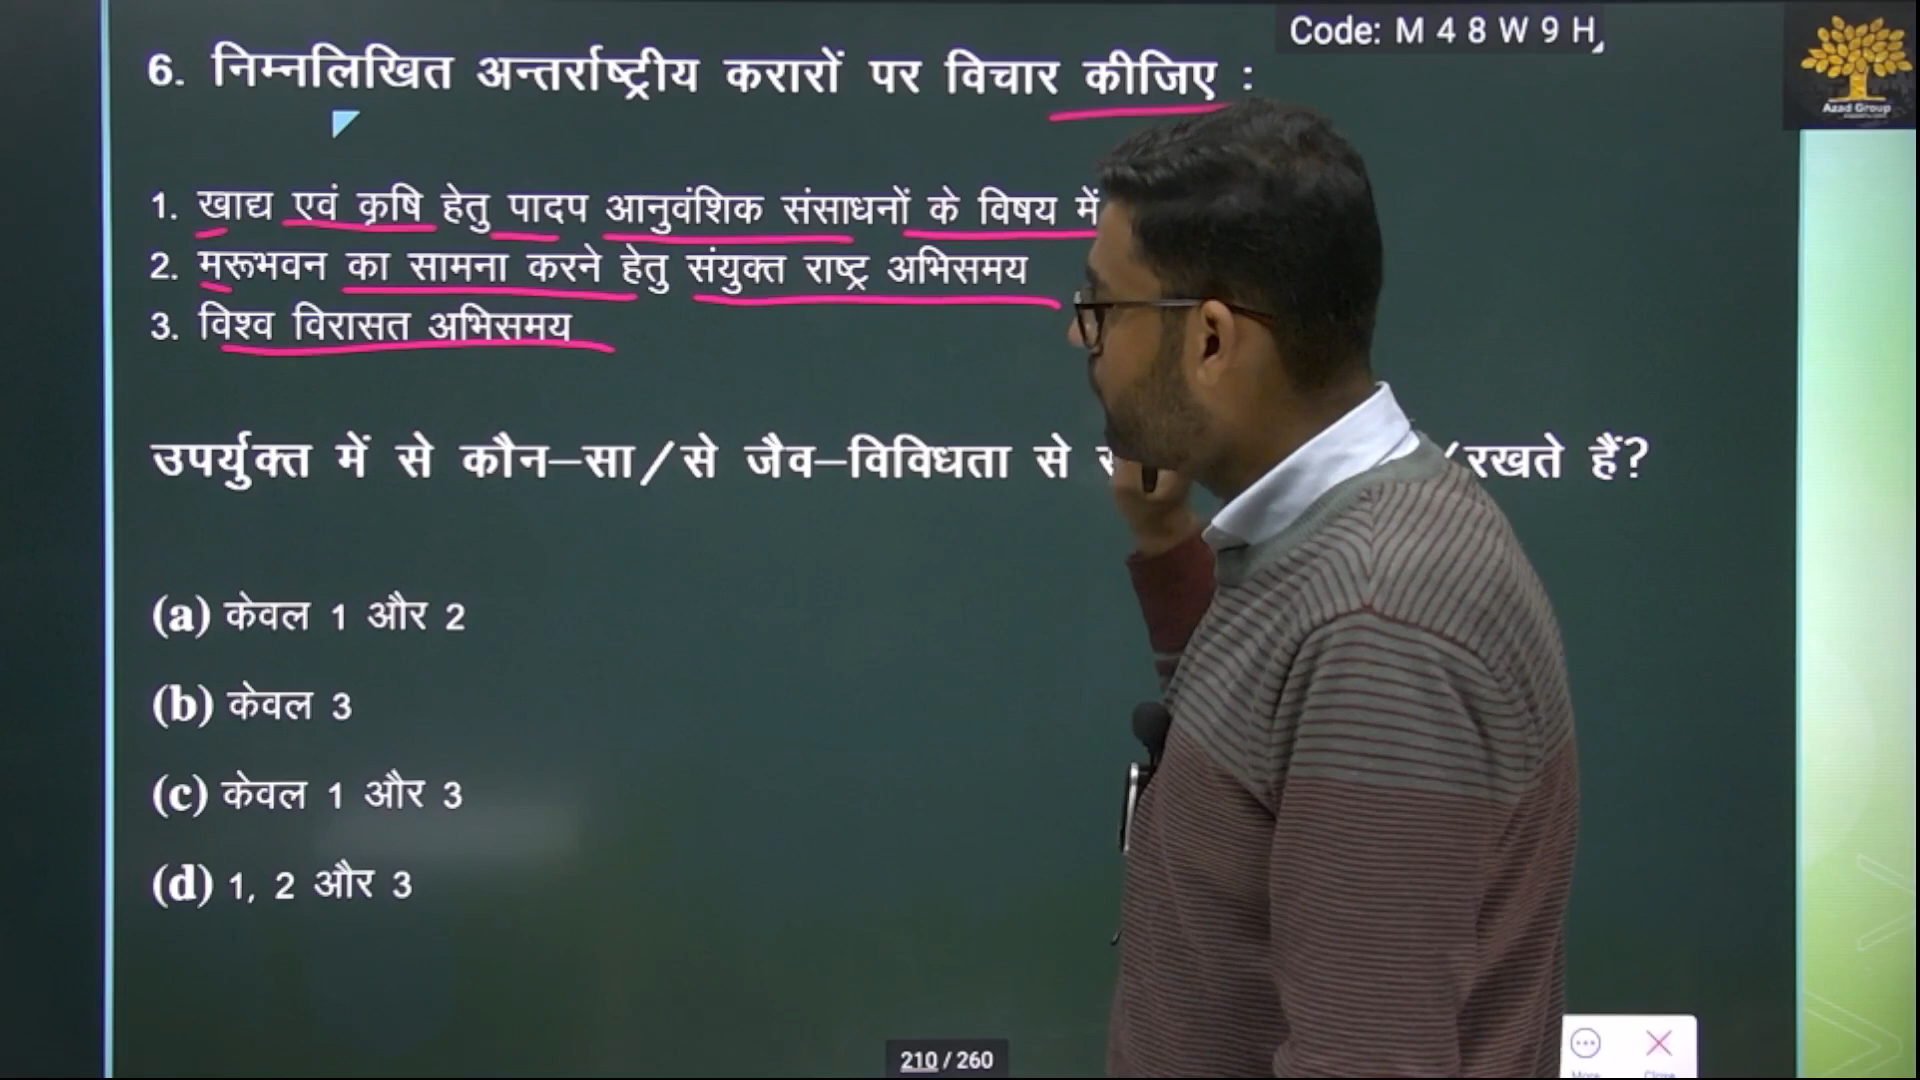 Code: M 4 8 W 9 H
6. निम्नलिखित अन्तर्राष्ट्रीय करारों पर विचार कीजिए :
Azad Group
1. खाद्य एवं कृषि हेतु पादप आनुवंशिक संसाधनों के विषय में
2. मरूभवन का सामना करने हेतु संयुक्त राष्ट्र अभिसमय
3. विश्व विरासत अभिसमय
उपर्युक्त में से कौन–सा/से जैव–विविधता से /रखते हैं?
(a) केवल 1 और 2
(b) केवल 3
(c) केवल 1 और 3
(d) 1, 2 और 3
210 / 260